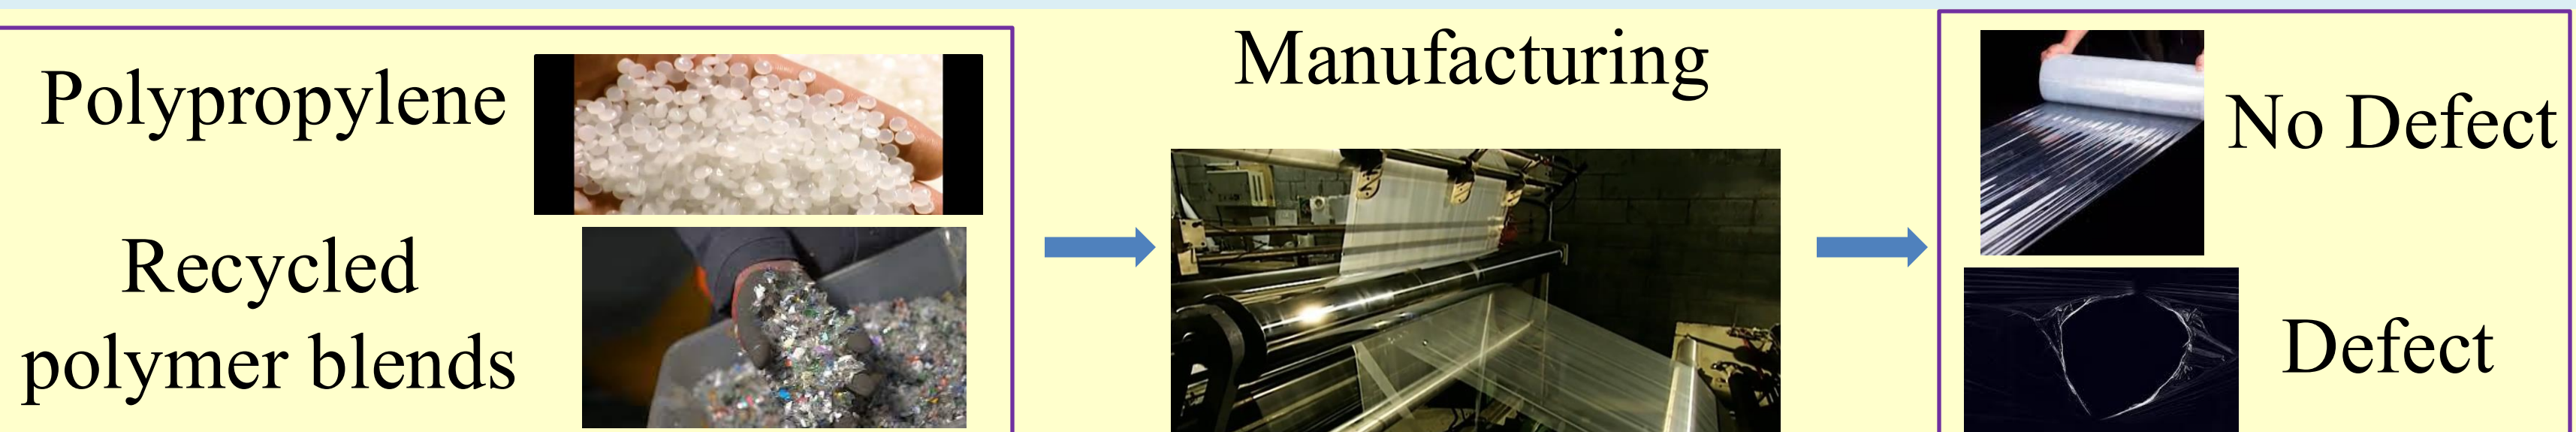 Polypropylene
Recycled
polymer blends
Manufacturing
No Defect
Defect